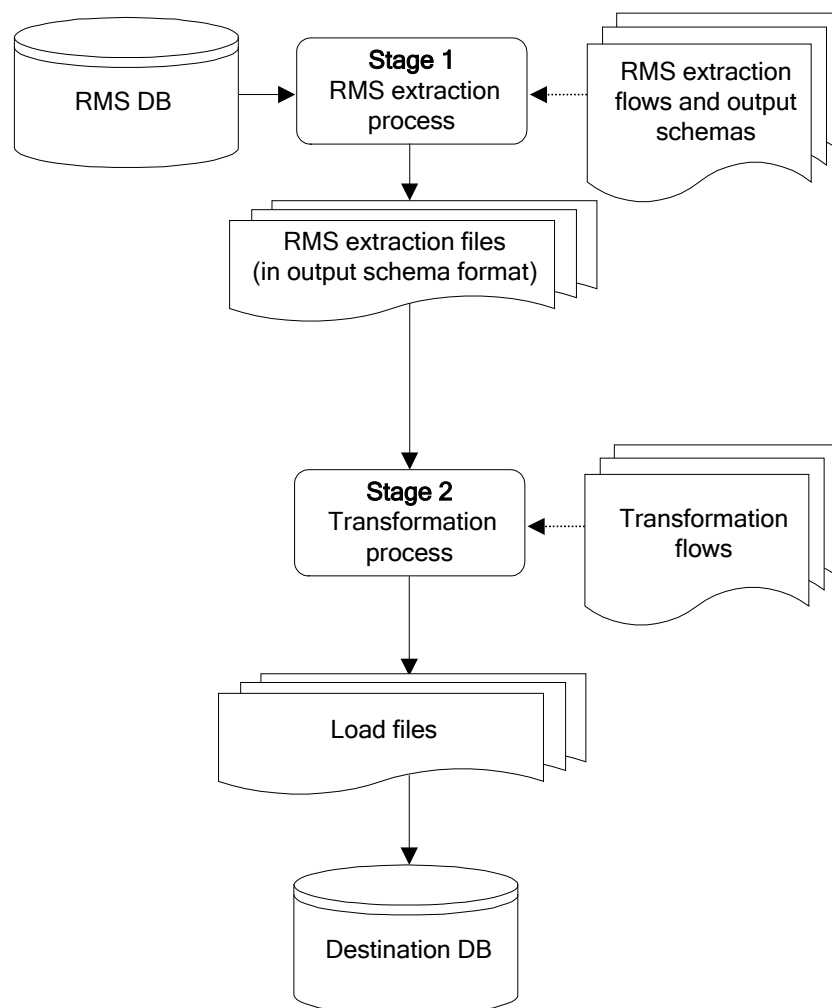 RMS DB
Stage 1
RMS extraction
process
RMS extraction
flows and output
schemas
RMS extraction files
(in output schema format)
Stage 2
Transformation
process
Transformation
flows
Load files
Destination DB